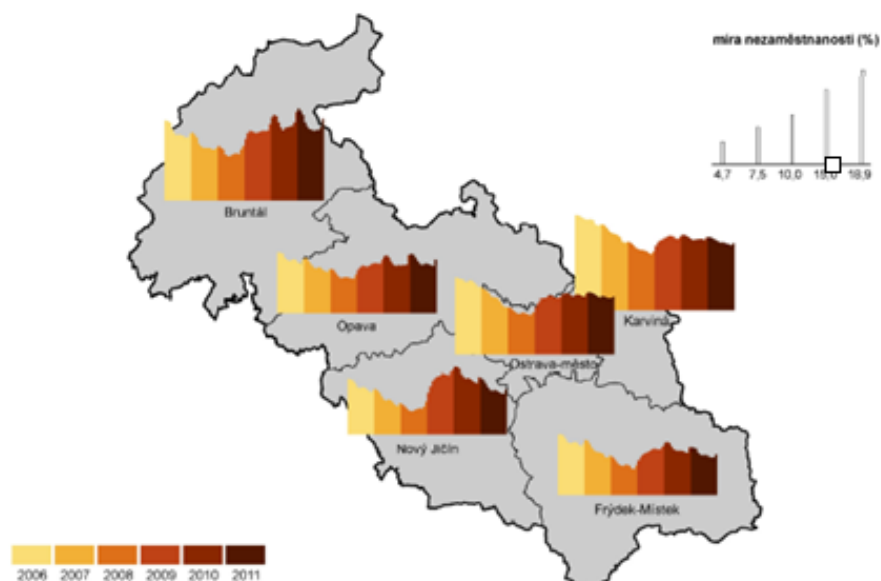 míra nezaměstnanosti (%)
4,7 7,5 10,0 15,0 18,9
Bruntál
Karviná
Opava
Ostrava-město
Nový Jičín
Frýdek-Místek
2006 2007 2008 2009 2010 2011